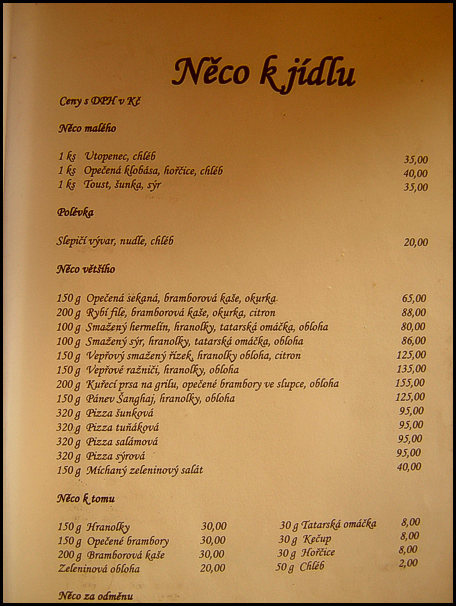 Něco k jídlu
Ceny s DPH v Kč
Něco malého
1 ks Utopenec, chléb 35,00
1 ks Opečená klobása, hořčice, chléb 40,00
1 ks Toust, šunka, sýr 35,00
Polévka
Slepičí vývar, nudle, chléb 20,00
Něco většího
150 g Opečená sekaná, bramborová kaše, okurka 65,00
200 g Rybí filé, bramborová kaše, okurka, citron 88,00
100 g Smažený hermelín, hranolky, tatarská omáčka, obloha 80,00
100 g Smažený sýr, hranolky, tatarská omáčka, obloha 86,00
150 g Vepřový smažený řízek, hranolky obloha, citron 125,00
150 g Vepřové ražniči, hranolky, obloha 135,00
200 g Kuřecí prsa na grilu, opečené brambory ve slupce, obloha 155,00
150 g Pánev Šanghaj, hranolky, obloha 125,00
320 g Pizza šunková 95,00
320 g Pizza tuňáková 95,00
320 g Pizza salámová 95,00
320 g Pizza sýrová 95,00
150 g Míchaný zeleninový salát 40,00
Něco k tomu
150 g Hranolky 30,00 30 g Tatarská omáčka 8,00
150 g Opečené brambory 30,00 30 g Kečup 8,00
200 g Bramborová kaše 30,00 30 g Hořčice 8,00
Zeleninová obloha 20,00 50 g Chléb 2,00
Něco za odměnu